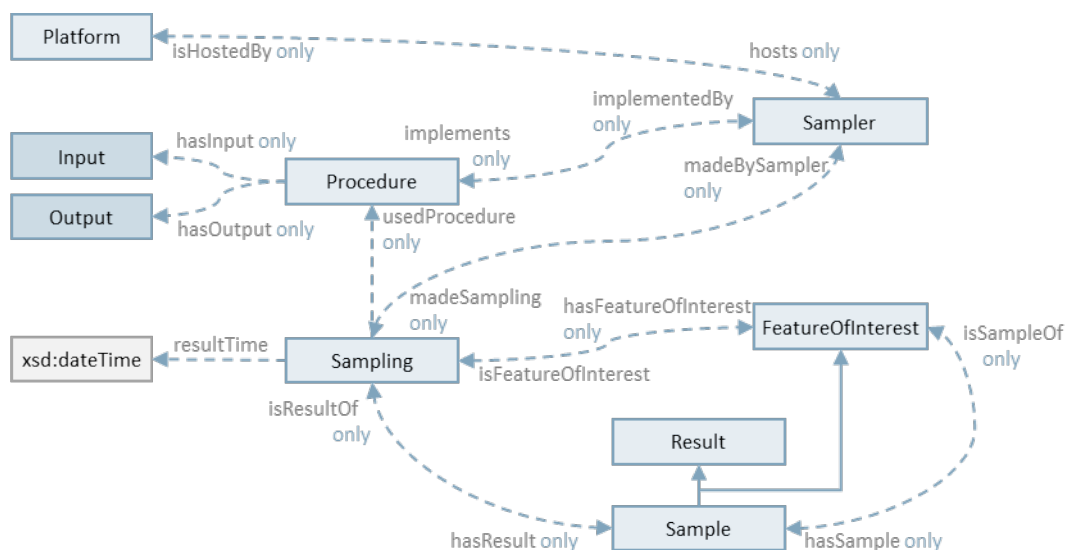 Platform
isHostedBy only
hosts only
implementedBy
only
Sampler
hasInput only
implements
only
Input
Procedure
madeBySampler
only
Output
hasOutput only
usedProcedure
only
madeSampling
only
hasFeatureOfInterest
only
FeatureOfInterest
isSampleOf
only
xsd:dateTime
resultTime
Sampling
isFeatureOfInterest
isResultOf
only
Result
Sample
hasResult only
hasSample only